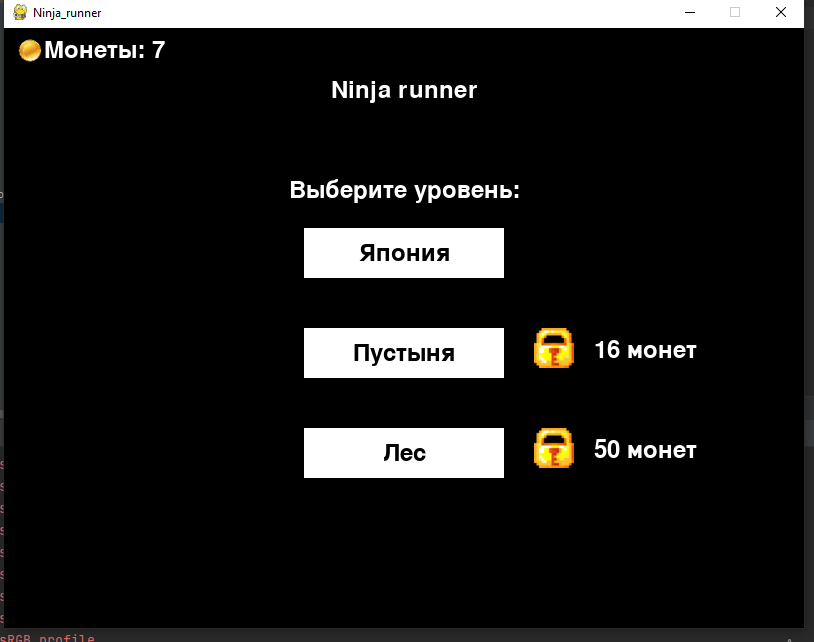 Ninja_runner
Монеты: 7
Ninja runner
Выберите уровень:
Япония
Пустыня
16 монет
Лес
50 монет
sRGB profile